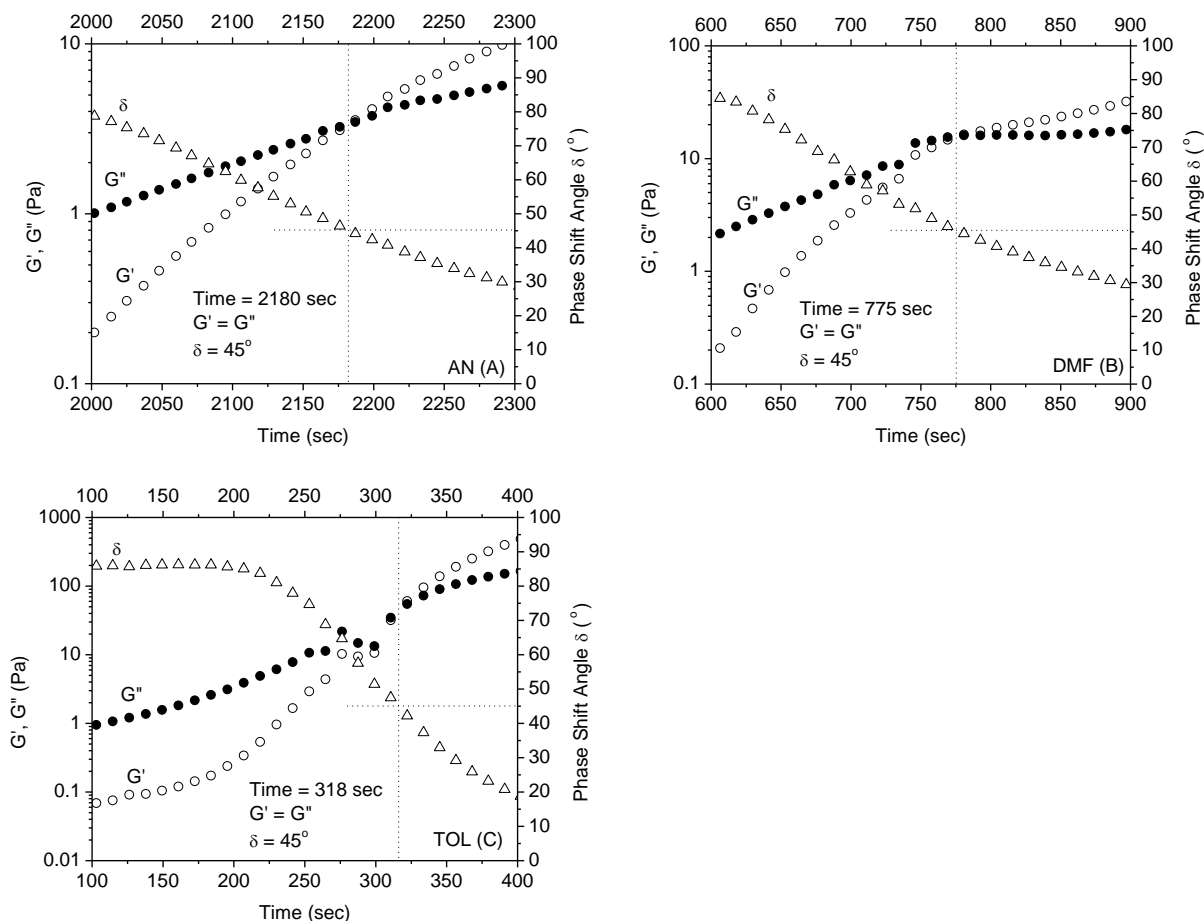 2000 2050 2100 2150 2200 2250 2300
10
1
0.1
G', G" (Pa)
100
90
80
70
60
50
40
30
20
10
0
Phase Shift Angle δ (°)
δ
G"
G'
Time = 2180 sec
G' = G"
δ = 45°
AN (A)
2000 2050 2100 2150 2200 2250 2300
Time (sec)
600 650 700 750 800 850 900
100
10
1
0.1
G', G" (Pa)
100
90
80
70
60
50
40
30
20
10
0
Phase Shift Angle δ (°)
δ
G"
G'
Time = 775 sec
G' = G"
δ = 45°
DMF (B)
600 650 700 750 800 850 900
Time (sec)
100 150 200 250 300 350 400
1000
100
10
1
0.1
0.01
G', G" (Pa)
100
90
80
70
60
50
40
30
20
10
0
Phase Shift Angle δ (°)
δ
G"
G'
Time = 318 sec
G' = G"
δ = 45°
TOL (C)
100 150 200 250 300 350 400
Time (sec)